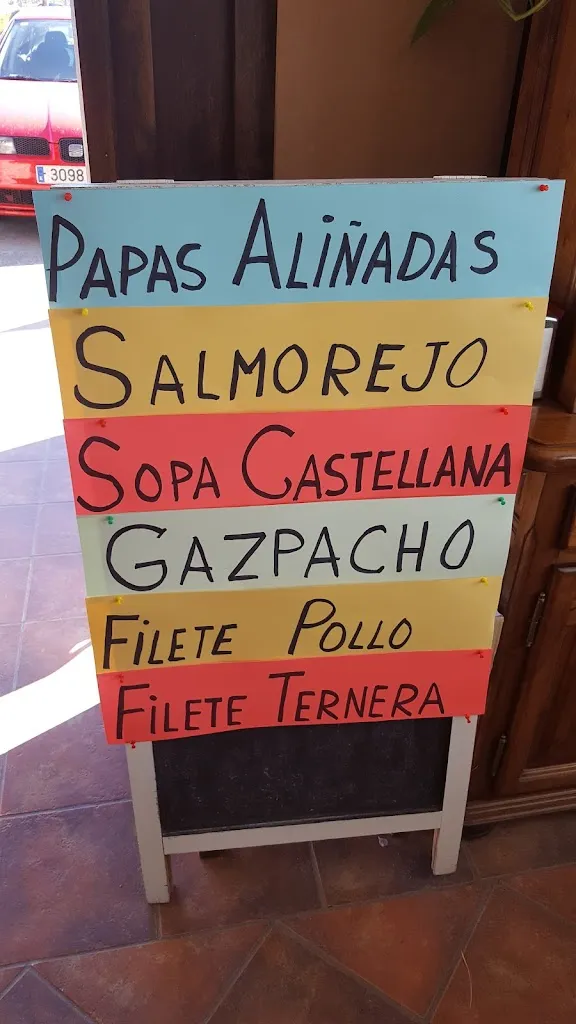 3098
PAPAS ALIÑADAS
SALMOREJO
SOPA CASTELLANA
GAZPACHO
FILETE POLLO
FILETE TERNERA